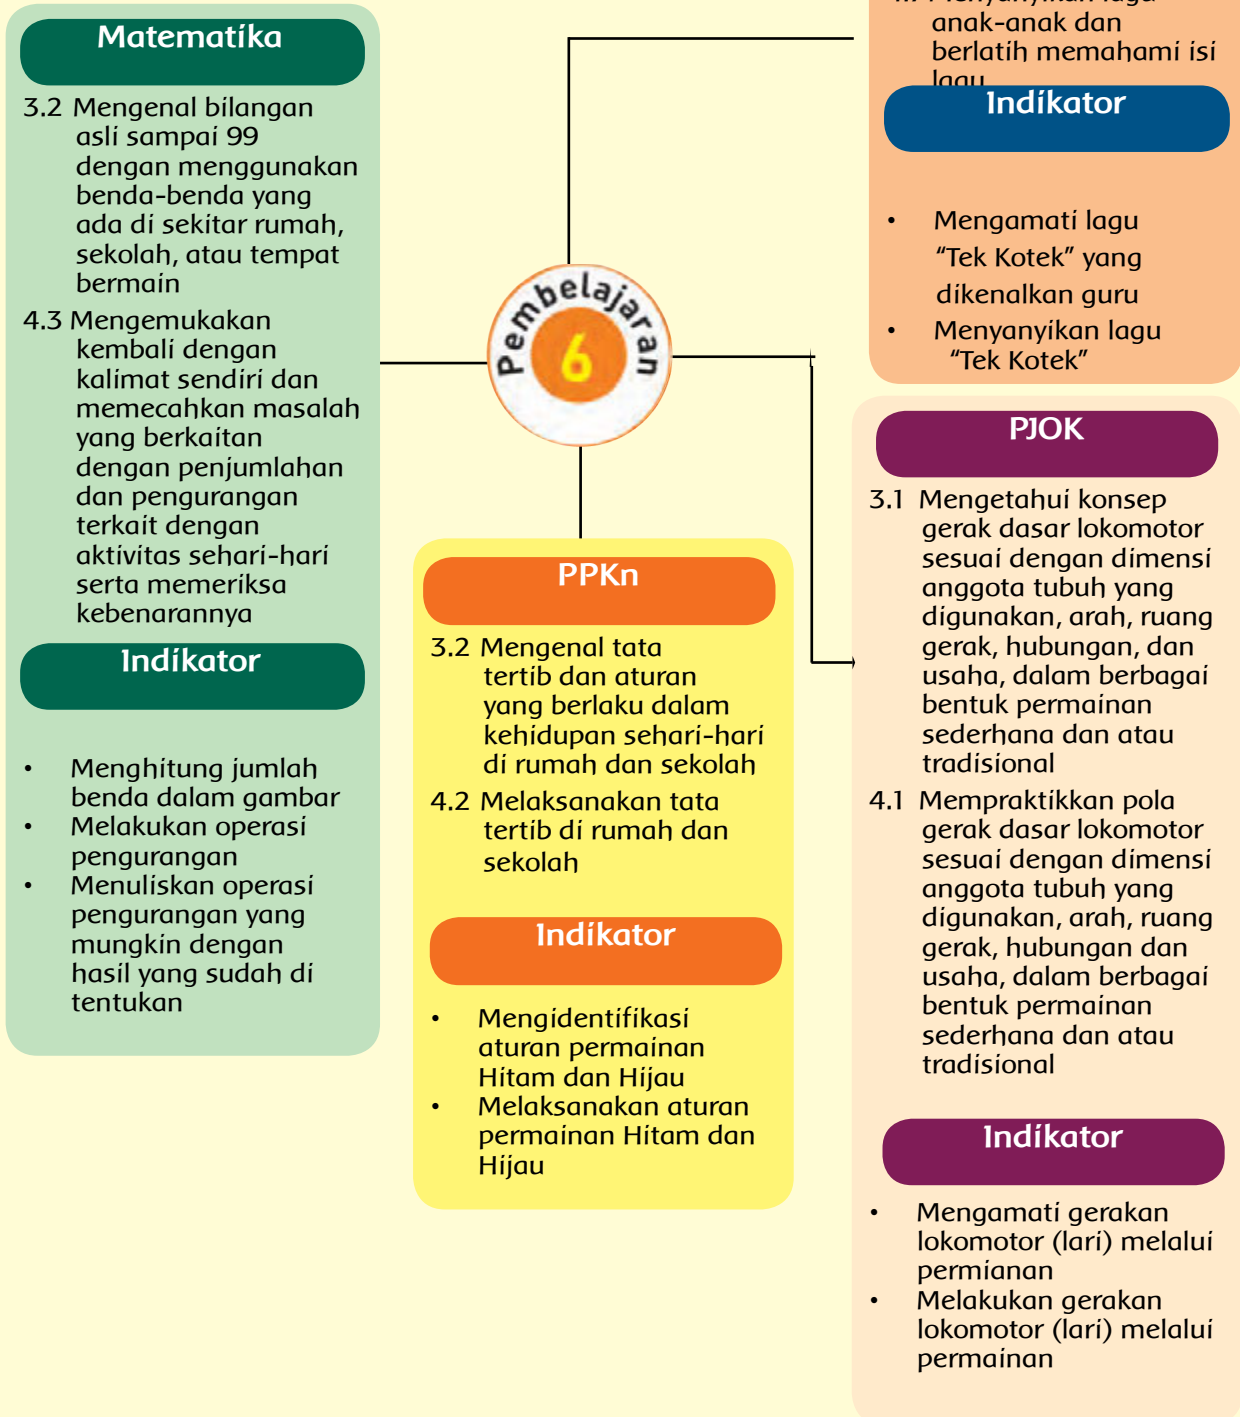 Matematika
3.2 Mengenal bilangan
asli sampai 99
dengan menggunakan
benda-benda yang
ada di sekitar rumah,
sekolah, atau tempat
bermain
4.3 Mengemukakan
kembali dengan
kalimat sendiri dan
memecahkan masalah
yang berkaitan
dengan penjumlahan
dan pengurangan
terkait dengan
aktivitas sehari-hari
serta memeriksa
kebenarannya
Indikator
• Menghitung jumlah
benda dalam gambar
• Melakukan operasi
pengurangan
• Menuliskan operasi
pengurangan yang
mungkin dengan
hasil yang sudah di
tentukan
Pembelajaran
6
PPKn
3.2 Mengenal tata
tertib dan aturan
yang berlaku dalam
kehidupan sehari-hari
di rumah dan sekolah
4.2 Melaksanakan tata
tertib di rumah dan
sekolah
Indikator
• Mengidentifikasi
aturan permainan
Hitam dan Hijau
• Melaksanakan aturan
permainan Hitam dan
Hijau
Menyanyikan lagu
anak-anak dan
berlatih memahami isi
lagu
Indikator
• Mengamati lagu
“Tek Kotek” yang
dikenalkan guru
• Menyanyikan lagu
“Tek Kotek”
PJOK
3.1 Mengetahui konsep
gerak dasar lokomotor
sesuai dengan dimensi
anggota tubuh yang
digunakan, arah, ruang
gerak, hubungan, dan
usaha, dalam berbagai
bentuk permainan
sederhana dan atau
tradisional
4.1 Mempraktikkan pola
gerak dasar lokomotor
sesuai dengan dimensi
anggota tubuh yang
digunakan, arah, ruang
gerak, hubungan dan
usaha, dalam berbagai
bentuk permainan
sederhana dan atau
tradisional
Indikator
• Mengamati gerakan
lokomotor (lari) melalui
permianan
• Melakukan gerakan
lokomotor (lari) melalui
permainan